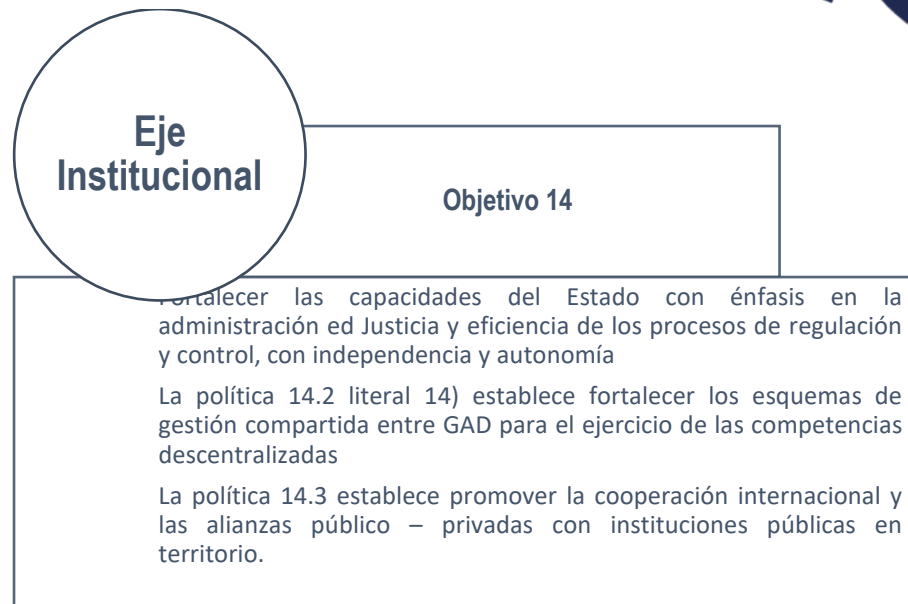 Eje
Institucional
Objetivo 14
Fortalecer las capacidades del Estado con énfasis en la
administración ed Justicia y eficiencia de los procesos de regulación
y control, con independencia y autonomía
La política 14.2 literal 14) establece fortalecer los esquemas de
gestión compartida entre GAD para el ejercicio de las competencias
descentralizadas
La política 14.3 establece promover la cooperación internacional y
las alianzas público – privadas con instituciones públicas en
territorio.